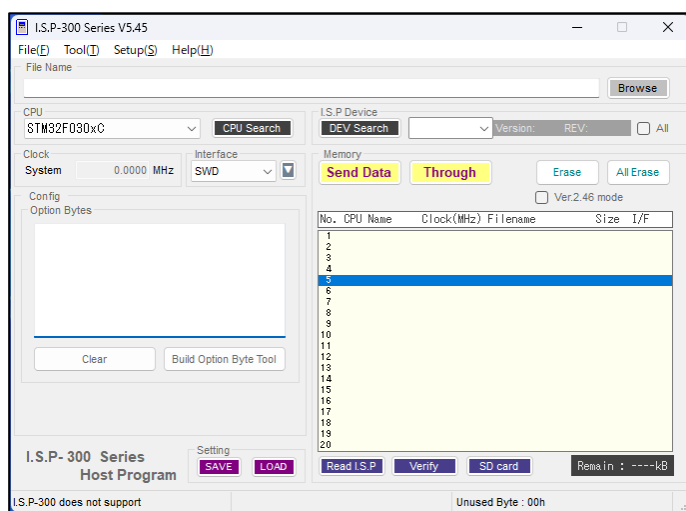 I.S.P-300 Series V5.45
File(F) Tool(T) Setup(S) Help(H)
File Name
Browse
CPU
STM32F030xC
CPU Search
I.S.P Device
DEV Search
Version: REV:
All
Clock
System 0.0000 MHz
Interface
SWD
Memory
Send Data
Through
Erase
All Erase
Ver.2.46 mode
Config
Option Bytes
Clear
Build Option Byte Tool
No. CPU Name Clock(MHz) Filename Size I/F
1
2
3
4
5
6
7
8
9
10
11
12
13
14
15
16
17
18
19
20
I.S.P- 300 Series
Host Program
Setting
SAVE
LOAD
Read I.S.P
Verify
SD card
Remain : ----kB
I.S.P-300 does not support
Unused Byte : 00h